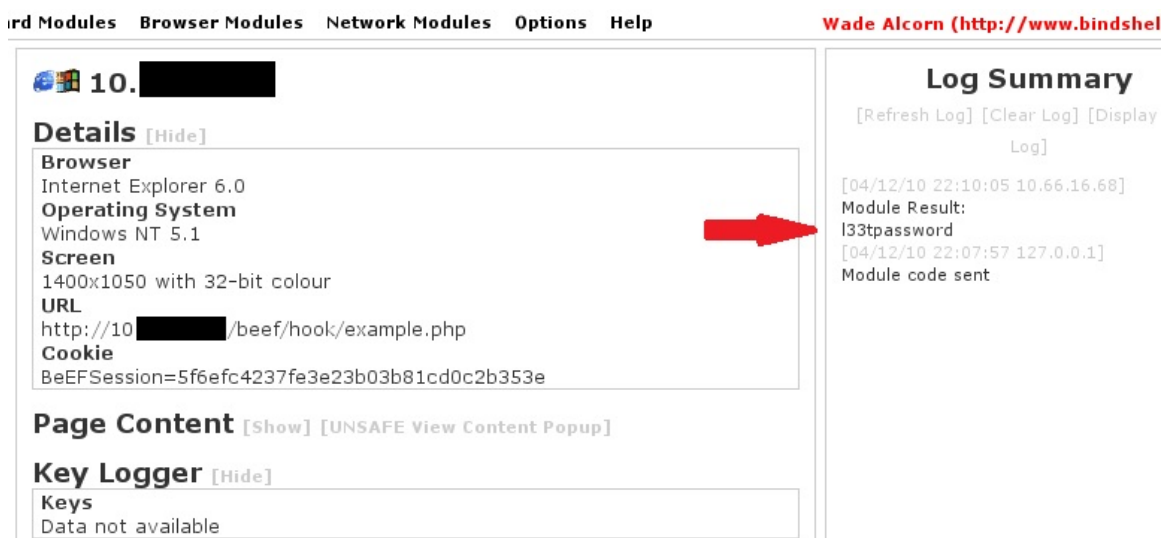 rd Modules Browser Modules Network Modules Options Help
Wade Alcorn (http://www.bindshel
10.
Details [Hide]
Browser
Internet Explorer 6.0
Operating System
Windows NT 5.1
Screen
1400x1050 with 32-bit colour
URL
http://10 /beef/hook/example.php
Cookie
BeEFSession=5f6efc4237fe3e23b03b81cd0c2b353e
Page Content [Show] [UNSAFE View Content Popup]
Key Logger [Hide]
Keys
Data not available
Log Summary
[Refresh Log] [Clear Log] [Display
Log]
[04/12/10 22:10:05 10.66.16.68]
Module Result:
l33tpassword
[04/12/10 22:07:57 127.0.0.1]
Module code sent